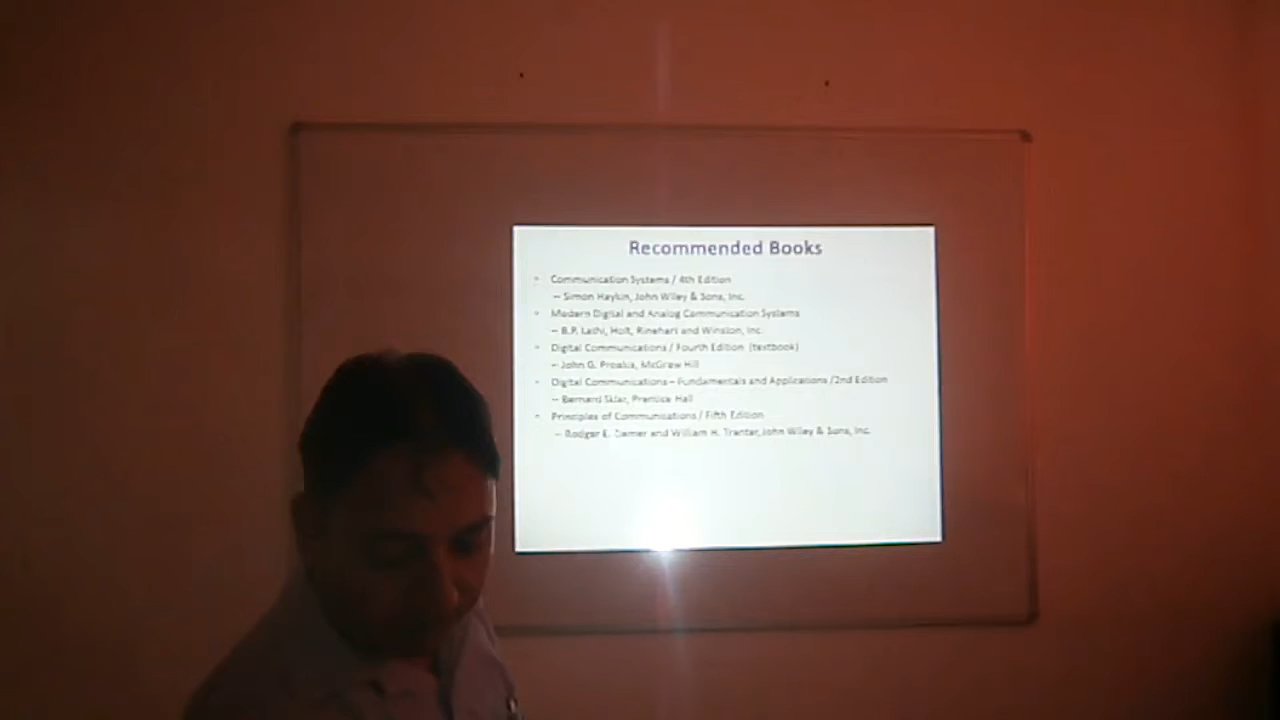 Recommended Books
• Communication Systems / 4th Edition
– Simon Haykin, John Wiley & Sons, Inc.
• Modern Digital and Analog Communication Systems
– B.P. Lathi, Holt, Rinehart and Winston, Inc.
• Digital Communications / Fourth Edition (textbook)
– John G. Proakis, McGraw Hill
• Digital Communications – Fundamentals and Applications /2nd Edition
– Bernard Sklar, Prentice Hall
• Principles of Communications / Fifth Edition
– Rodger E. Ziemer and William H. Tranter, John Wiley & Sons, Inc.